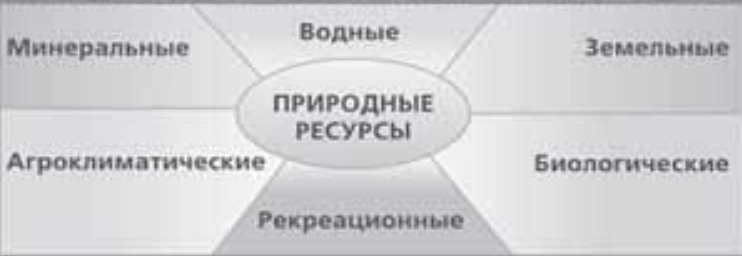 Минеральные
Водные
Земельные
ПРИРОДНЫЕ
РЕСУРСЫ
Агроклиматические
Биологические
Рекреационные